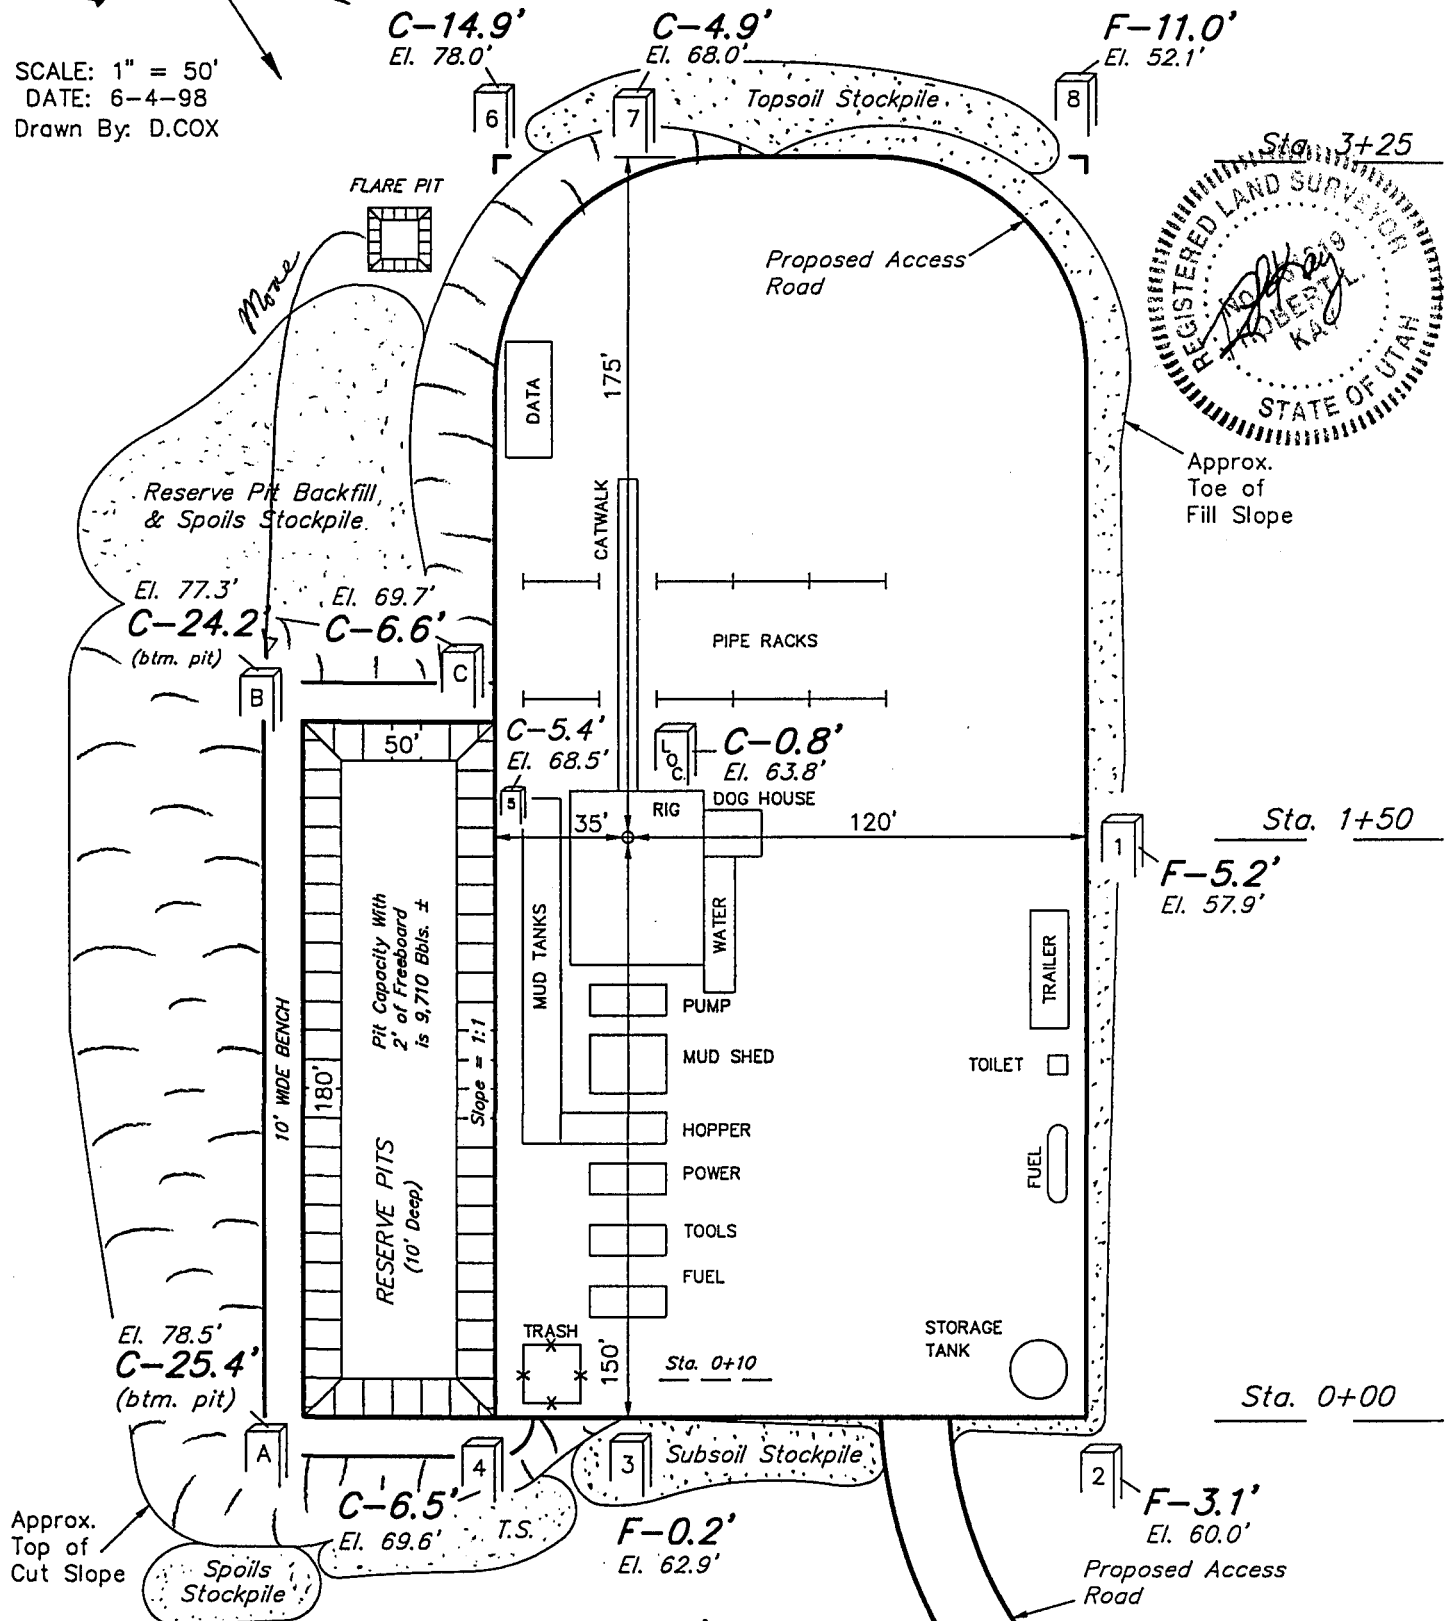 C-14.9'
El. 78.0'
C-4.9'
El. 68.0'
F-11.0'
El. 52.1'
SCALE: 1" = 50'
DATE: 6-4-98
Drawn By: D.COX
6
7
8
Topsoil Stockpile
Sta. 3+25
REGISTERED LAND SURVEYOR
ROBERT L.
KAY
STATE OF UTAH
FLARE PIT
Move
Proposed Access
Road
175'
DATA
Approx.
Toe of
Fill Slope
Reserve Pit Backfill
& Spoils Stockpile
CATWALK
El. 77.3'
C-24.2'
(btm. pit)
El. 69.7'
C-6.6'
B
C
PIPE RACKS
50'
C-5.4'
El. 68.5'
5
LOC.
C-0.8'
El. 63.8'
RIG
DOG HOUSE
35'
120'
1
Sta. 1+50
F-5.2'
El. 57.9'
MUD TANKS
WATER
TRAILER
Pit Capacity With
2' of Freeboard
is 9,710 Bbls. ±
10' WIDE BENCH
180'
Slope = 1:1
RESERVE PITS
(10' Deep)
PUMP
MUD SHED
TOILET
HOPPER
POWER
FUEL
TOOLS
FUEL
TRASH
150'
Sta. 0+10
STORAGE
TANK
El. 78.5'
C-25.4'
(btm. pit)
Sta. 0+00
A
4
3
Subsoil Stockpile
2
C-6.5'
El. 69.6'
T.S.
F-0.2'
El. 62.9'
F-3.1'
El. 60.0'
Approx.
Top of
Cut Slope
Spoils
Stockpile
Proposed Access
Road